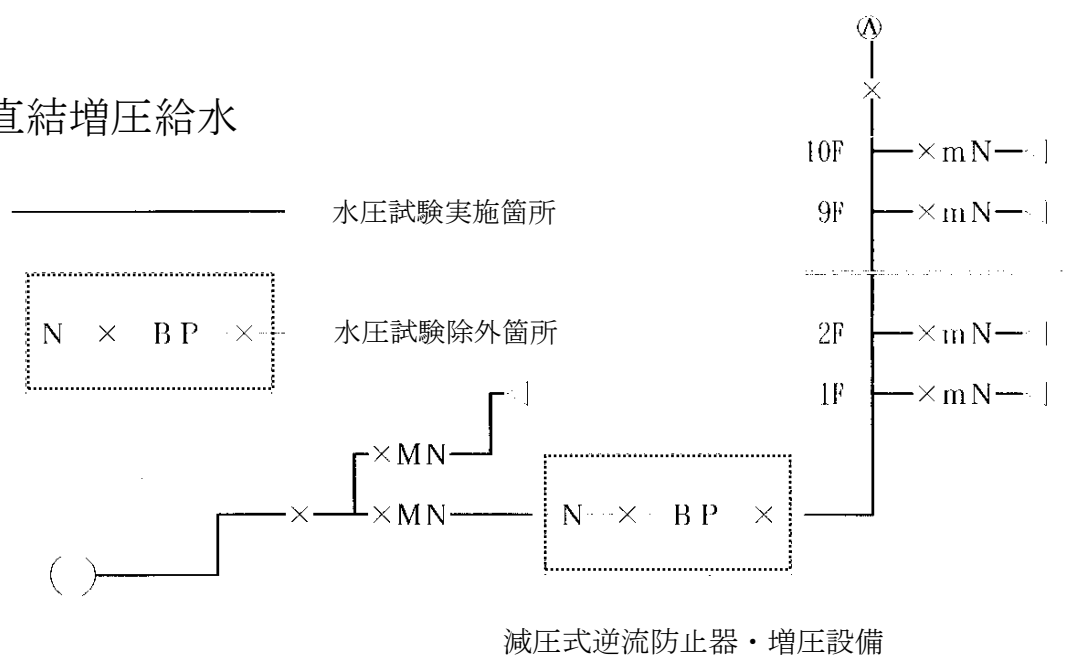 Ⓐ
×
直結増圧給水
10F ×mN
水圧試験実施箇所
9F ×mN
N × BP ×
水圧試験除外箇所
2F ×mN
1F ×mN
×MN
× ×MN
N × BP ×
減圧式逆流防止器・増圧設備